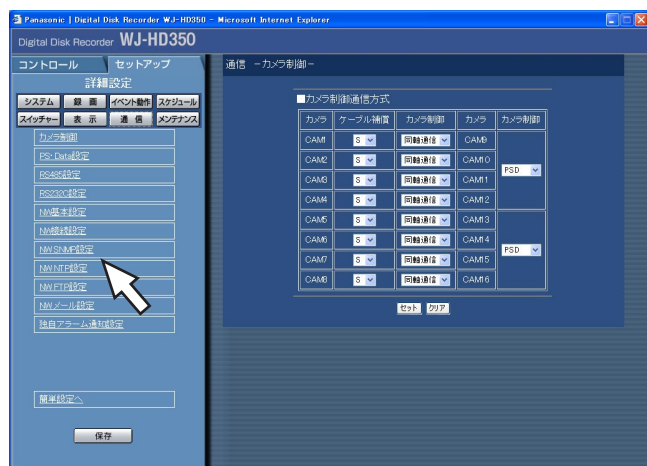 Panasonic | Digital Disk Recorder WJ-HD350 - Microsoft Internet Explorer
Digital Disk Recorder WJ-HD350
コントロール セットアップ
詳細設定
システム 録画 イベント動作 スケジュール
スイッチャー 表示 通信 メンテナンス
カメラ制御
PS･Data設定
RS485設定
RS232C設定
NW基本設定
NW接続設定
NW.SNMP設定
NW.NTP設定
NW.FTP設定
NW.メール設定
独自アラーム通知設定
簡単設定へ
保存
通信 －カメラ制御－
■カメラ制御通信方式
カメラ ケーブル補償 カメラ制御 カメラ カメラ制御
CAM1 S 同軸通信 CAM9
CAM2 S 同軸通信 CAM10
PSD
CAM3 S 同軸通信 CAM11
CAM4 S 同軸通信 CAM12
CAM5 S 同軸通信 CAM13
CAM6 S 同軸通信 CAM14
PSD
CAM7 S 同軸通信 CAM15
CAM8 S 同軸通信 CAM16
セット クリア